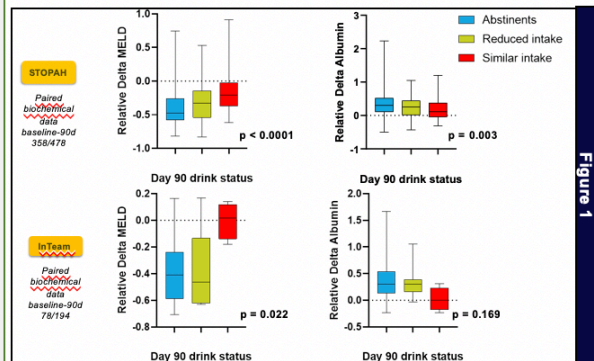 STOPAH
Paired
biochemical
data
baseline-90d
358/478
Relative Delta MELD
1.0
0.5
0.0
-0.5
-1.0
p < 0.0001
Day 90 drink status
Relative Delta Albumin
3
2
1
0
-1
p = 0.003
Day 90 drink status
Abstinents
Reduced intake
Similar intake
Figure 1
InTeam
Paired
biochemical
data
baseline-90d
78/194
Relative Delta MELD
0.2
0.0
-0.2
-0.4
-0.6
-0.8
p = 0.022
Day 90 drink status
Relative Delta Albumin
2.0
1.5
1.0
0.5
0.0
-0.5
p = 0.169
Day 90 drink status